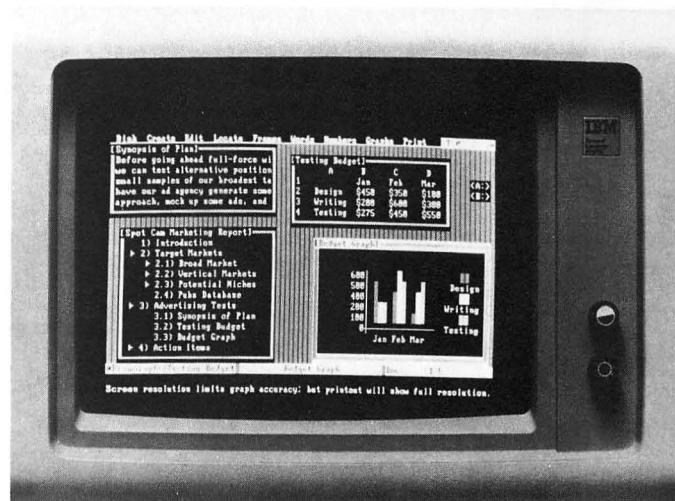 Disk Create Edit Locate Frames Words Numbers Graphs Print
[Synopsis of Plan]
Before going ahead full-force wi
we can test alternative position
small samples of our broadest ta
have our ad agency generate some
approach, mock up some ads, and
[Testing Budget]
A B C D
1 Jan Feb Mar
2 Design $450 $350 $100
3 Writing $200 $600 $300
4 Testing $275 $450 $550
<A:>
<B:>
[Spot Cam Marketing Report]
1) Introduction
2) Target Markets
2.1) Broad Market
2.2) Vertical Markets
2.3) Potential Niches
2.4) Pubs Database
3) Advertising Tests
3.1) Synopsis of Plan
3.2) Testing Budget
3.3) Budget Graph
4) Action Items
[Budget Graph]
600
500
400
300
200
100
0
Jan Feb Mar
Design
Writing
Testing
Testing Budget Budget Graph
Screen resolution limits graph accuracy; but printout will show full resolution.
IBM